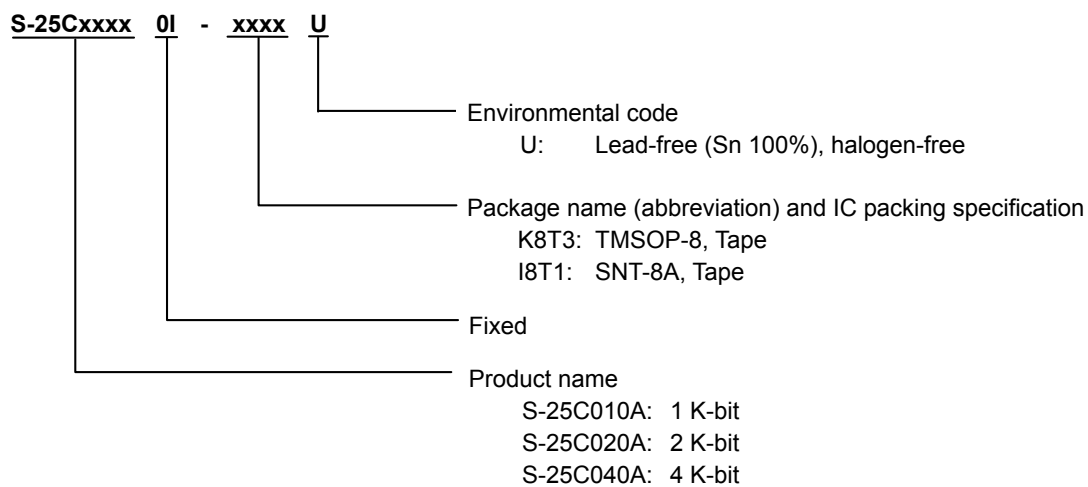 S-25Cxxxx 0I - xxxx U
Environmental code
U: Lead-free (Sn 100%), halogen-free
Package name (abbreviation) and IC packing specification
K8T3: TMSOP-8, Tape
I8T1: SNT-8A, Tape
Fixed
Product name
S-25C010A: 1 K-bit
S-25C020A: 2 K-bit
S-25C040A: 4 K-bit